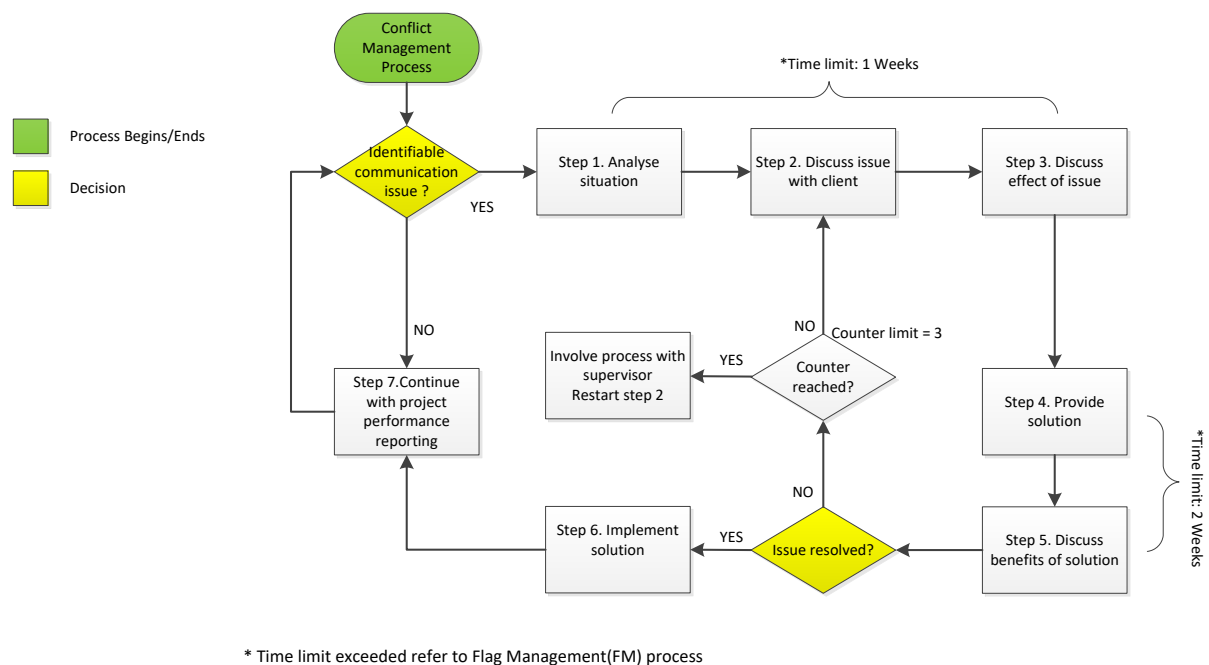 Conflict
Management
Process
*Time limit: 1 Weeks
Process Begins/Ends
Decision
Identifiable
communication
issue ?
YES
Step 1. Analyse
situation
Step 2. Discuss issue
with client
Step 3. Discuss
effect of issue
NO
NO
Counter limit = 3
Involve process with
supervisor
Restart step 2
YES
Counter
reached?
Step 7.Continue
with project
performance
reporting
Step 4. Provide
solution
*Time limit: 2 Weeks
NO
Step 6. Implement
solution
YES
Issue resolved?
Step 5. Discuss
benefits of solution
* Time limit exceeded refer to Flag Management(FM) process